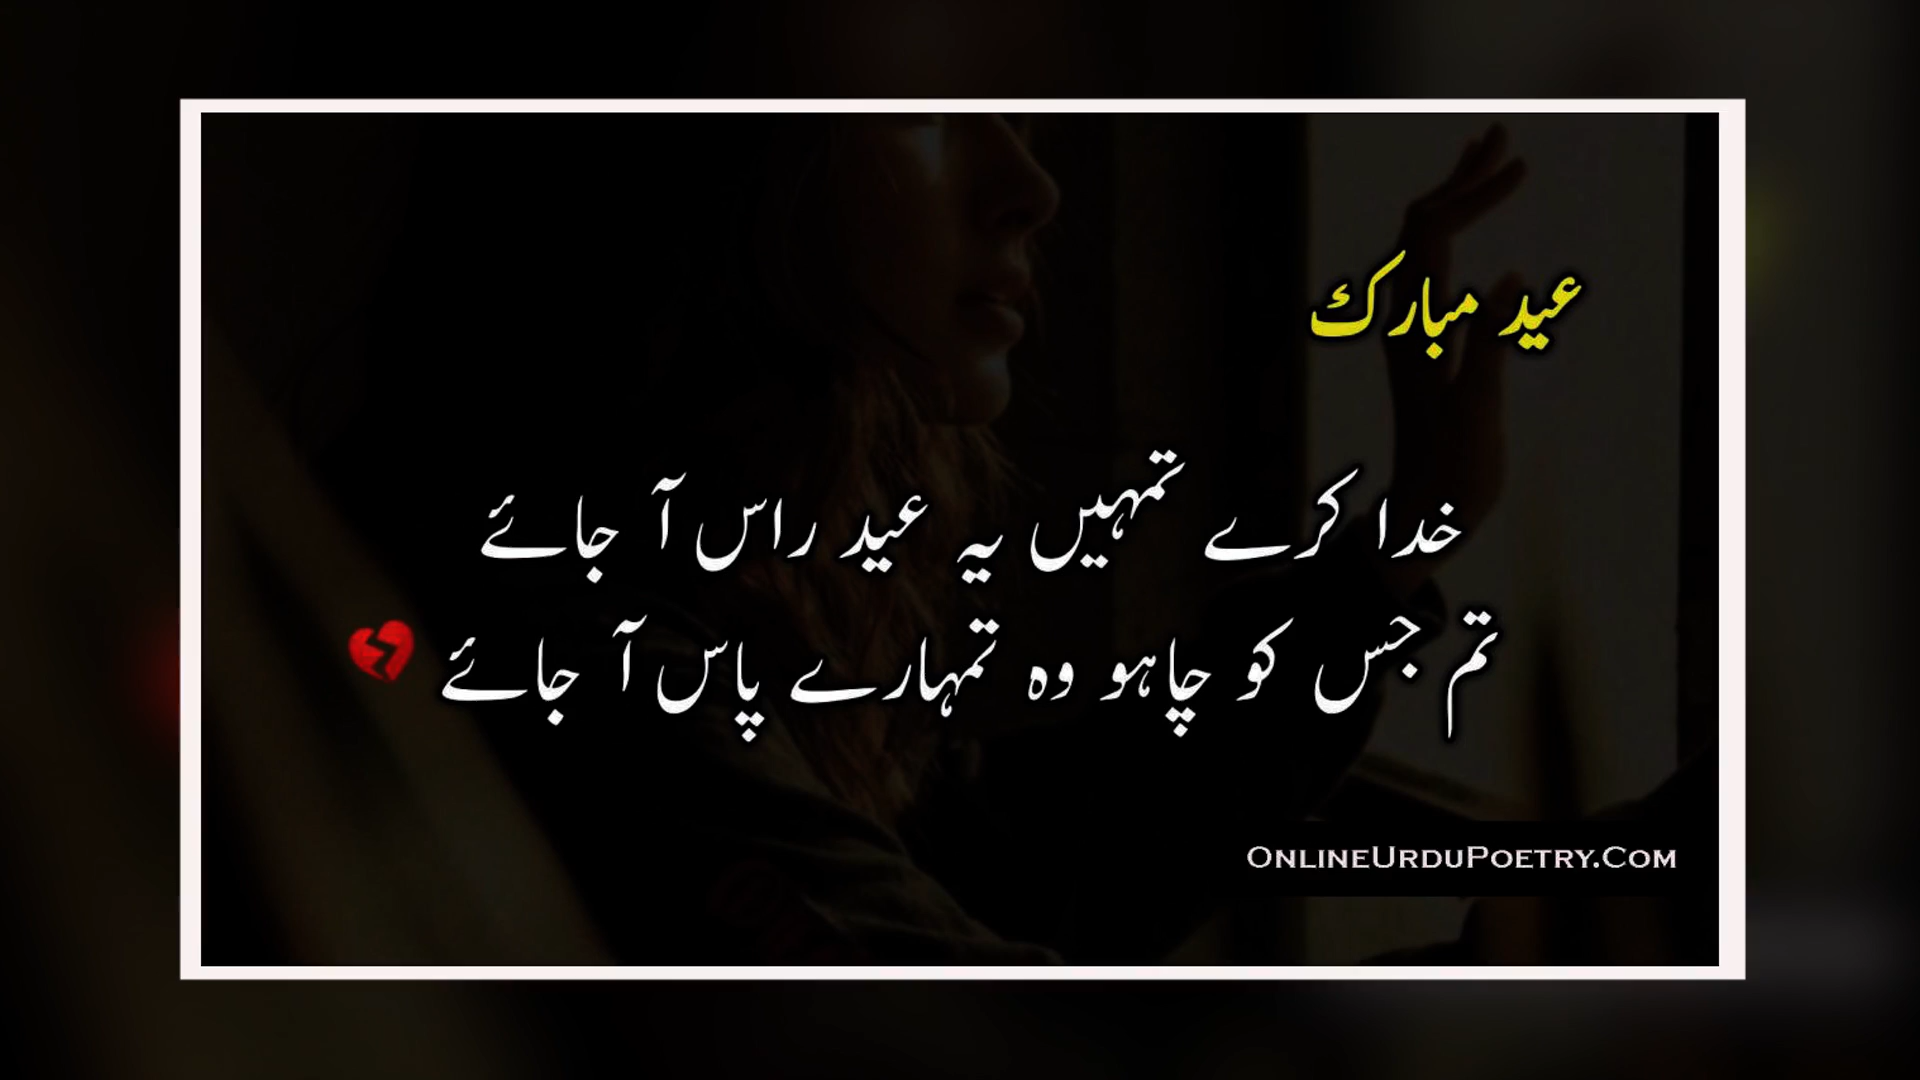 عید مبارک
خدا کرے تمہیں یہ عید راس آ جائے
تم جس کو چاہو وہ تمہارے پاس آ جائے 💔
OnlineUrduPoetry.Com